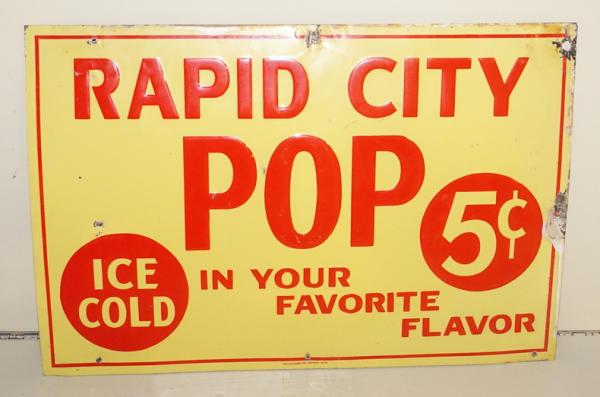 RAPID CITY
POP
5¢
ICE
COLD
IN YOUR
FAVORITE
FLAVOR